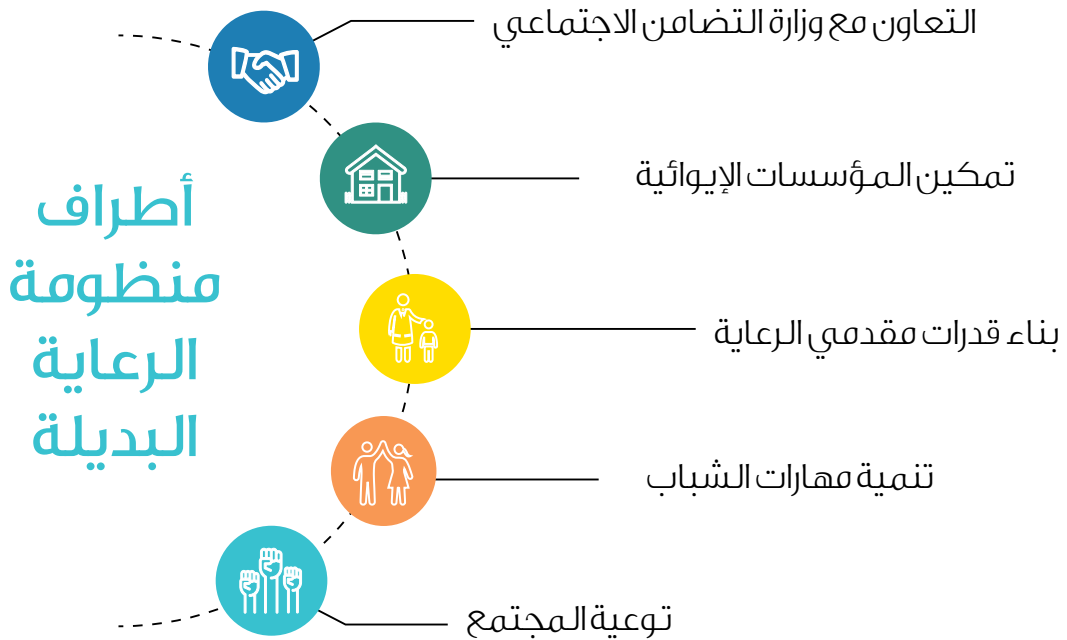 أطراف
منظومة
الرعاية
البديلة
التعاون مع وزارة التضامن الاجتماعي
تمكين المؤسسات الإيوائية
بناء قدرات مقدمي الرعاية
تنمية مهارات الشباب
توعية المجتمع